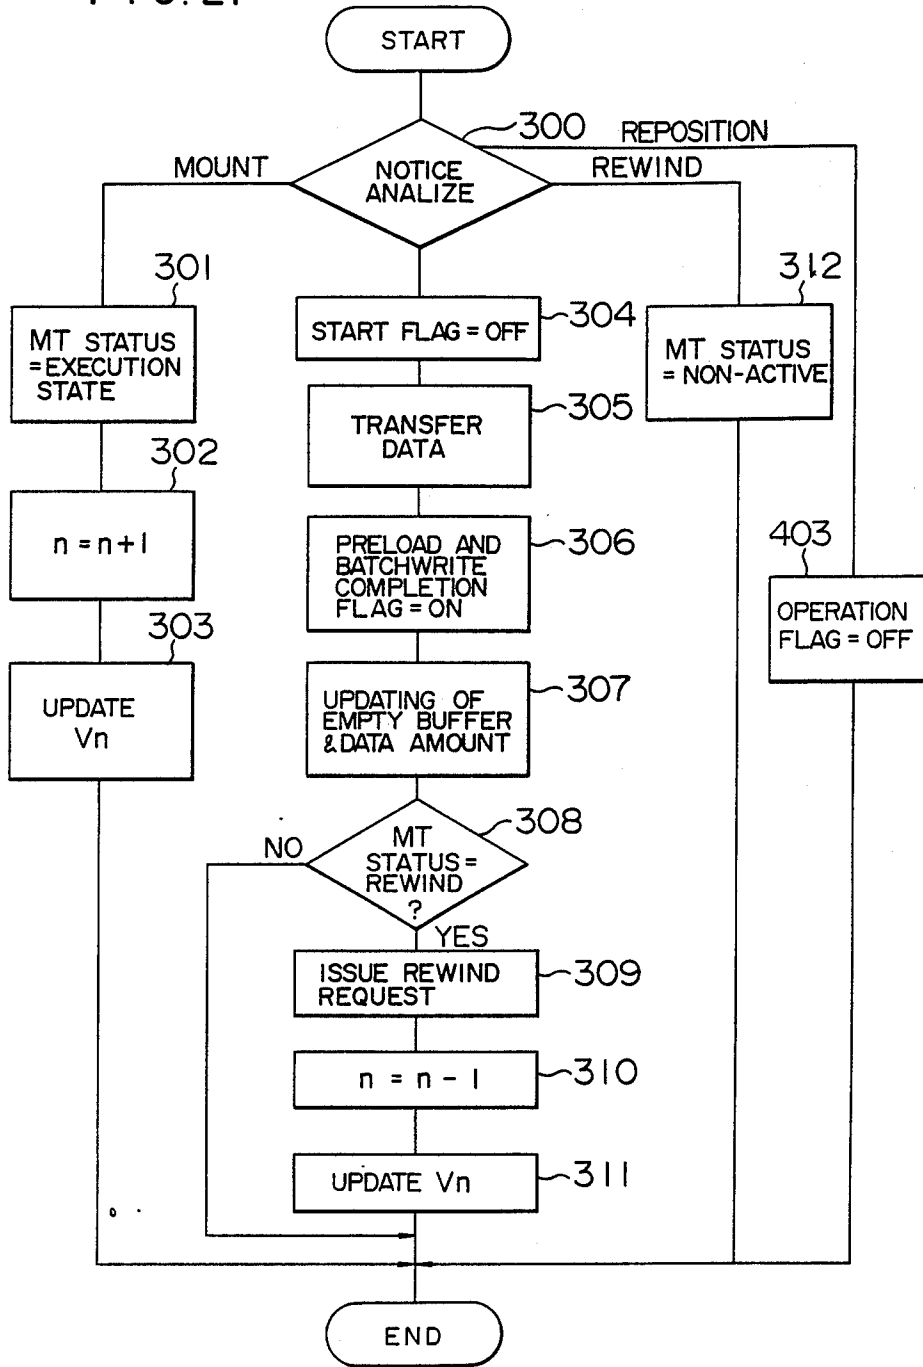 START
300
REPOSITION
MOUNT
NOTICE
ANALIZE
REWIND
301
MT STATUS
=EXECUTION
STATE
302
n=n+1
303
UPDATE
Vn
START FLAG=OFF
304
TRANSFER
DATA
305
PRELOAD AND
BATCHWRITE
COMPLETION
FLAG=ON
306
UPDATING OF
EMPTY BUFFER
&DATA AMOUNT
307
MT
STATUS=
REWIND
?
308
NO
YES
ISSUE REWIND
REQUEST
309
n = n - 1
310
UPDATE Vn
311
312
MT STATUS
=NON-ACTIVE
403
OPERATION
FLAG=OFF
END